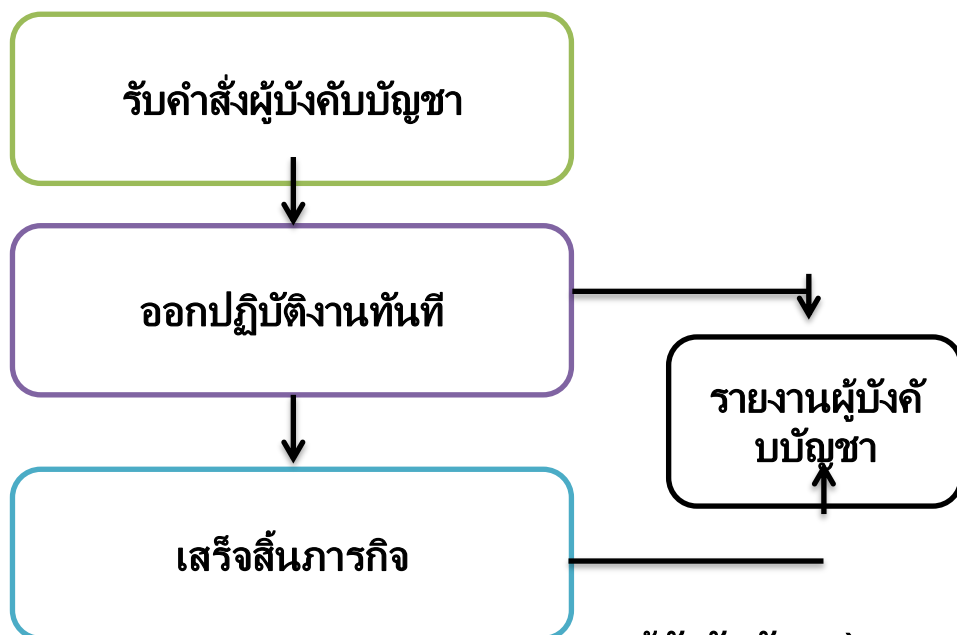 รับคำสั่งผู้บังคับบัญชา
ออกปฏิบัติงานทันที
รายงานผู้บังคั
บบัญชา
เสร็จสิ้นภารกิจ